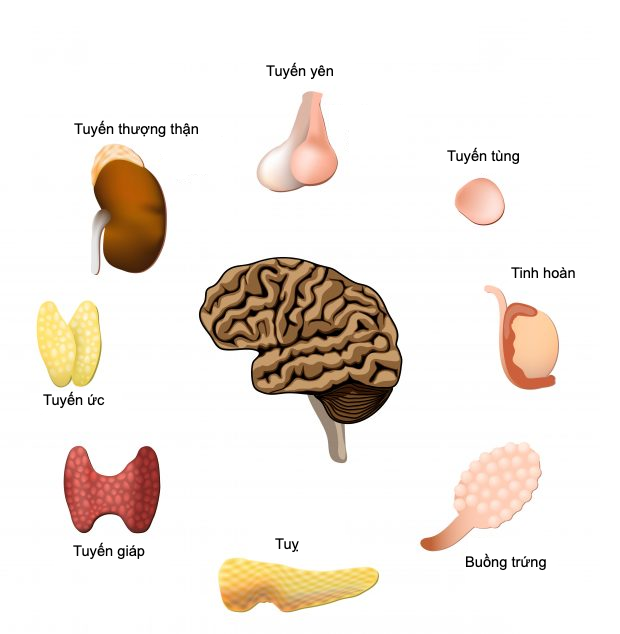 Tuyến yên
Tuyến thượng thận
Tuyến tùng
Tinh hoàn
Tuyến ức
Tuyến giáp
Tuỵ
Buồng trứng